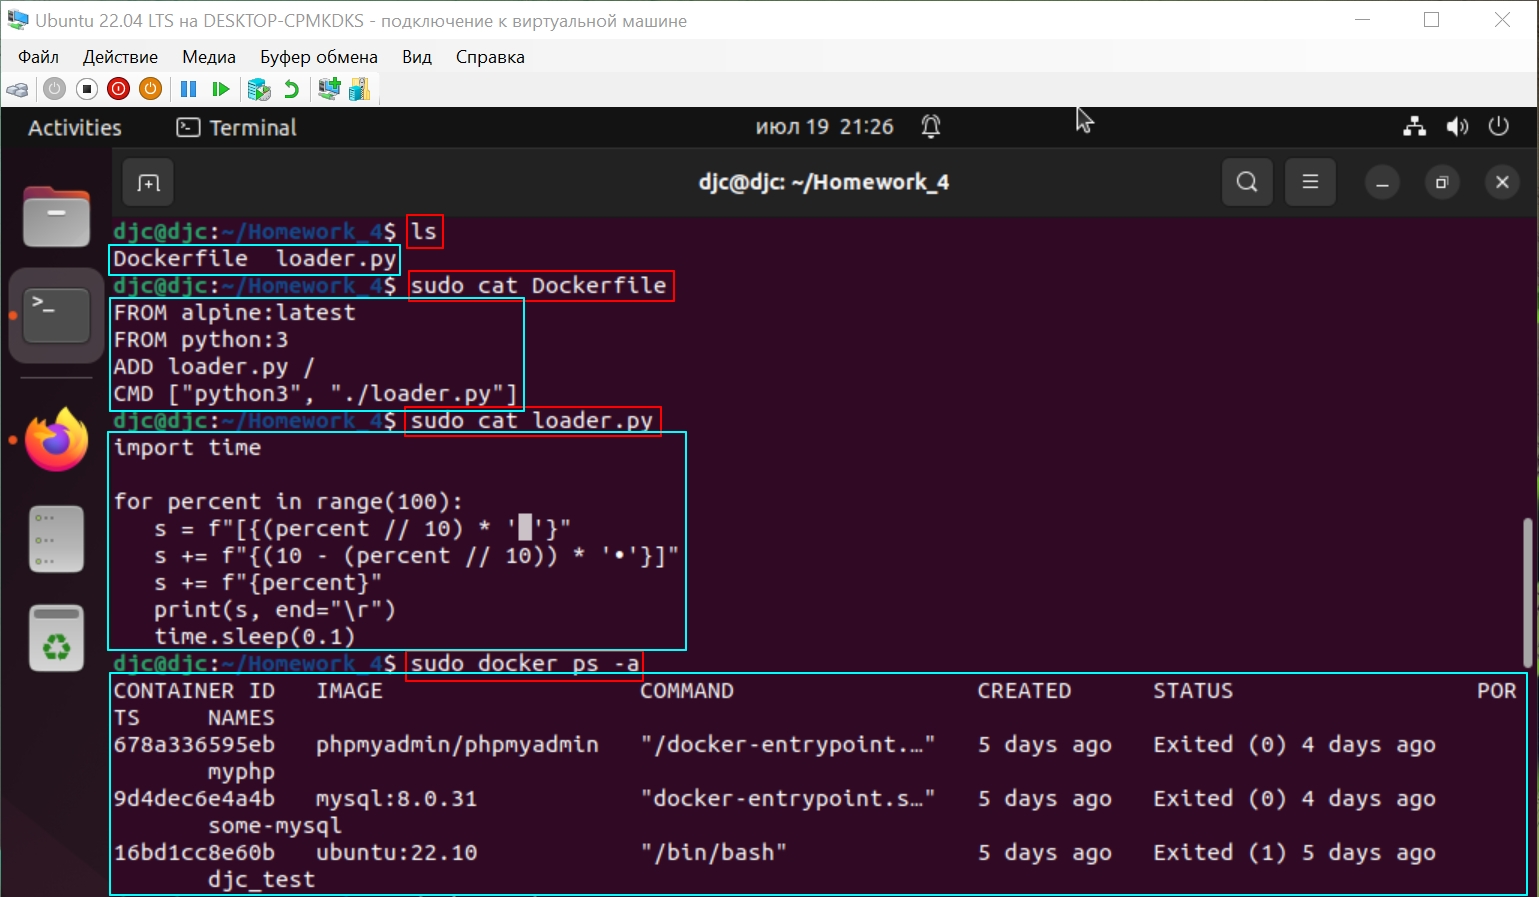 Ubuntu 22.04 LTS на DESKTOP-CPMKDKS - подключение к виртуальной машине
Файл Действие Медиа Буфер обмена Вид Справка
Activities Terminal июл 19 21:26
djc@djc: ~/Homework_4
djc@djc:~/Homework_4$ ls
Dockerfile  loader.py
djc@djc:~/Homework_4$ sudo cat Dockerfile
FROM alpine:latest
FROM python:3
ADD loader.py /
CMD ["python3", "./loader.py"]
djc@djc:~/Homework_4$ sudo cat loader.py
import time
for percent in range(100):
   s = f"[{(percent // 10) * '█'}"
   s += f"{(10 - (percent // 10)) * '•'}]"
   s += f"{percent}"
   print(s, end="\r")
   time.sleep(0.1)
djc@djc:~/Homework_4$ sudo docker ps -a
CONTAINER ID   IMAGE                   COMMAND                  CREATED      STATUS                  POR
TS     NAMES
678a336595eb   phpmyadmin/phpmyadmin   "/docker-entrypoint.…"   5 days ago   Exited (0) 4 days ago
       myphp
9d4dec6e4a4b   mysql:8.0.31            "docker-entrypoint.s…"   5 days ago   Exited (0) 4 days ago
       some-mysql
16bd1cc8e60b   ubuntu:22.10            "/bin/bash"              5 days ago   Exited (1) 5 days ago
       djc_test